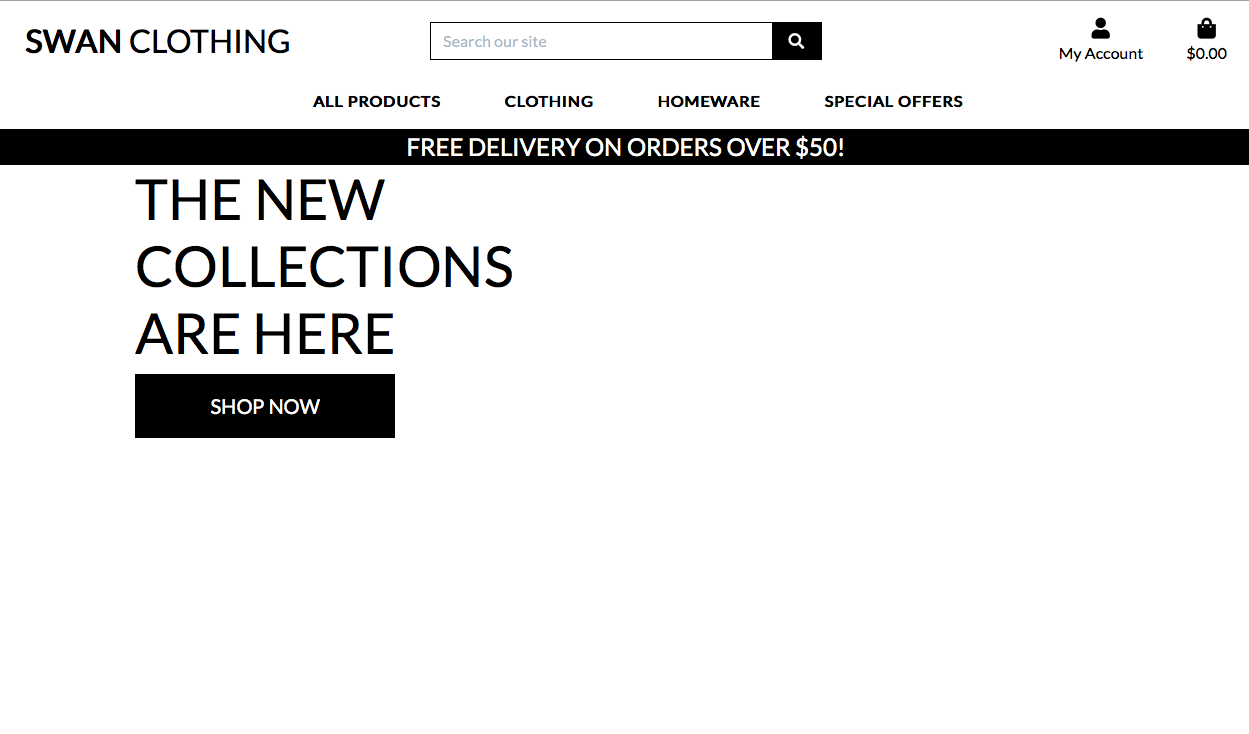 SWAN CLOTHING
Search our site
My Account
$0.00
ALL PRODUCTS
CLOTHING
HOMEWARE
SPECIAL OFFERS
FREE DELIVERY ON ORDERS OVER $50!
THE NEW
COLLECTIONS
ARE HERE
SHOP NOW